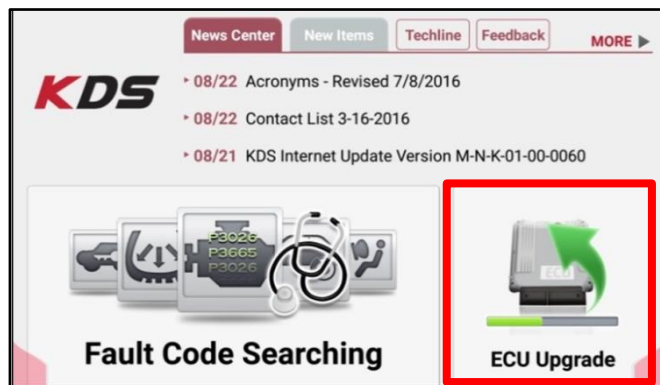 News Center New Items Techline Feedback MORE
KDS
08/22 Acronyms - Revised 7/8/2016
08/22 Contact List 3-16-2016
08/21 KDS Internet Update Version M-N-K-01-00-0060
P3026
P3665
P3026
ECU
Fault Code Searching
ECU Upgrade